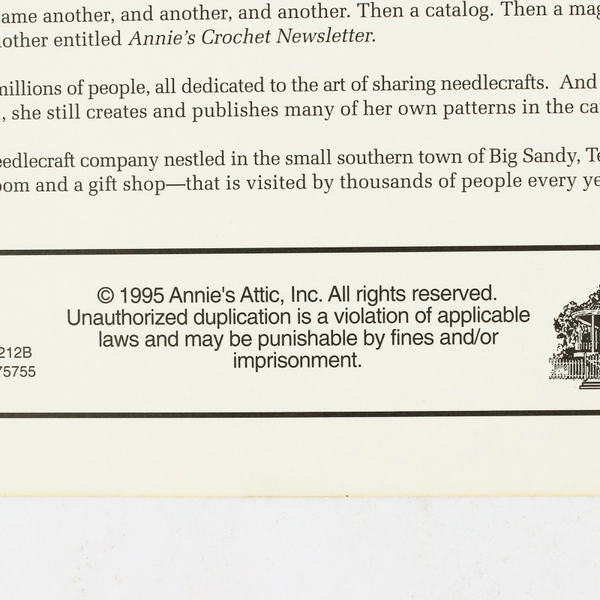 ame another, and another, and another. Then a catalog. Then a mag
other entitled Annie's Crochet Newsletter.
millions of people, all dedicated to the art of sharing needlecrafts. And
, she still creates and publishes many of her own patterns in the ca
eedlecraft company nestled in the small southern town of Big Sandy, Te
oom and a gift shop—that is visited by thousands of people every ye
© 1995 Annie's Attic, Inc. All rights reserved.
Unauthorized duplication is a violation of applicable
laws and may be punishable by fines and/or
imprisonment.
212B
75755